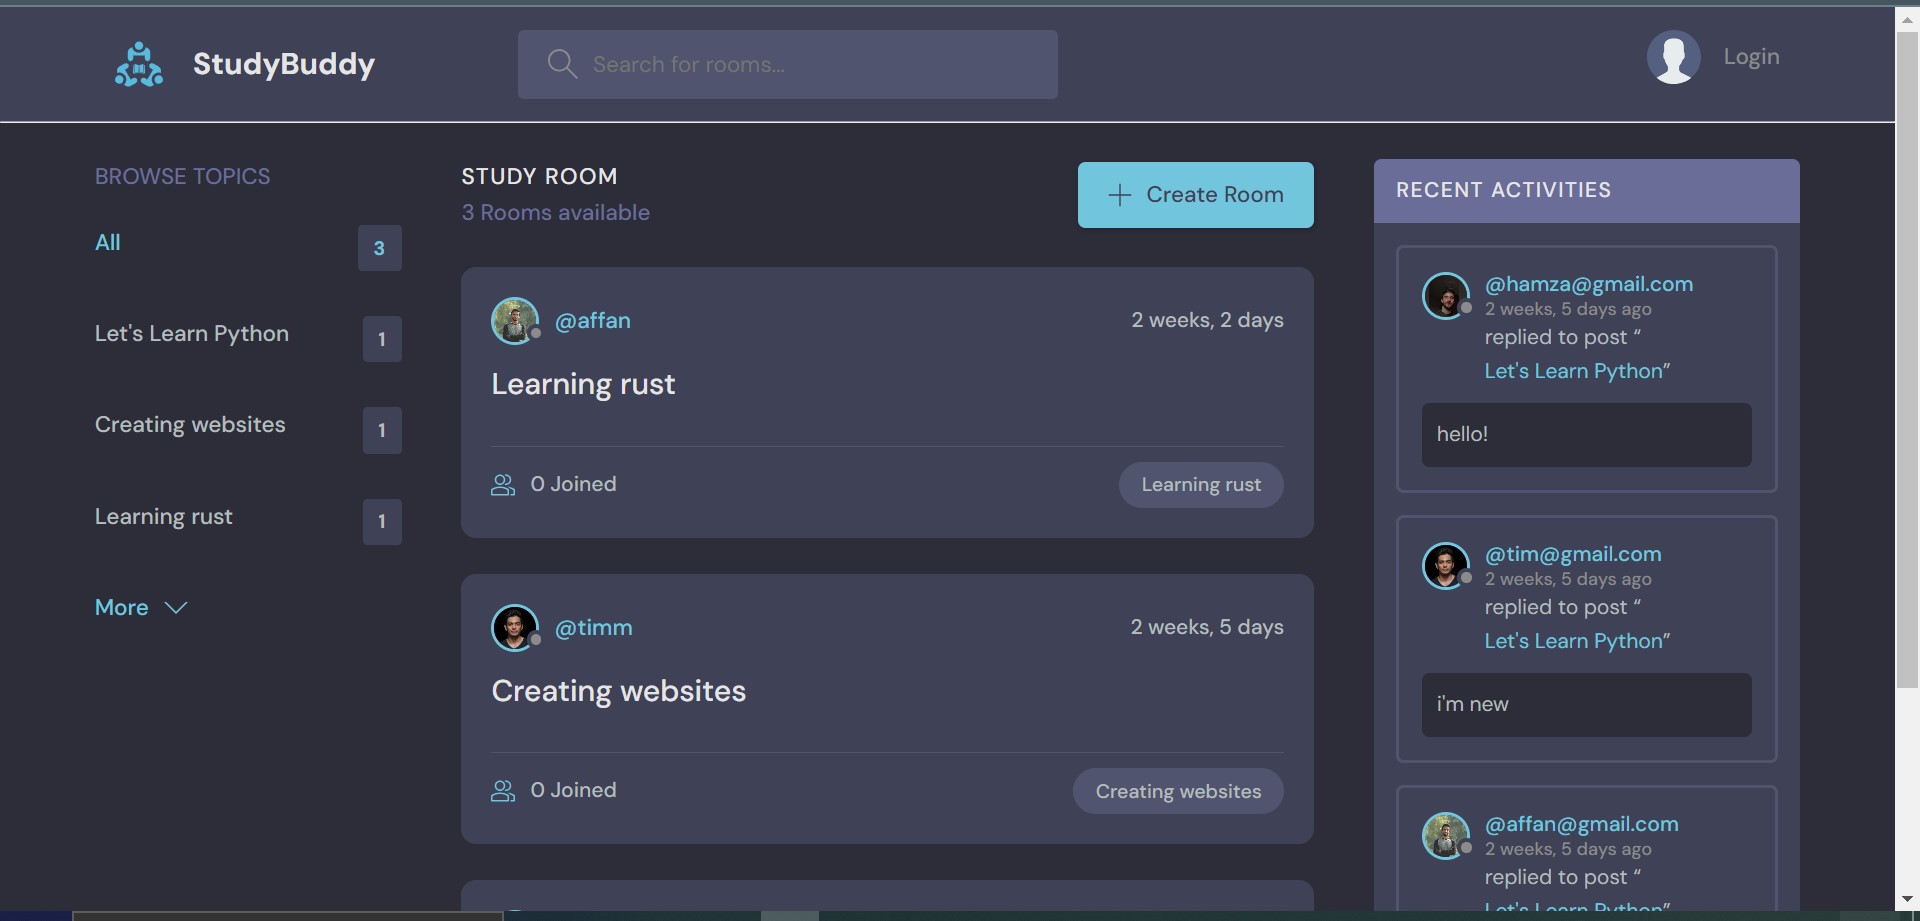 StudyBuddy
Search for rooms...
Login
BROWSE TOPICS
All
3
Let's Learn Python
1
Creating websites
1
Learning rust
1
More
STUDY ROOM
3 Rooms available
Create Room
@affan
2 weeks, 2 days
Learning rust
0 Joined
Learning rust
@timm
2 weeks, 5 days
Creating websites
0 Joined
Creating websites
RECENT ACTIVITIES
@hamza@gmail.com
2 weeks, 5 days ago
replied to post “
Let's Learn Python”
hello!
@tim@gmail.com
2 weeks, 5 days ago
replied to post “
Let's Learn Python”
i'm new
@affan@gmail.com
2 weeks, 5 days ago
replied to post “
Let's Learn Python”